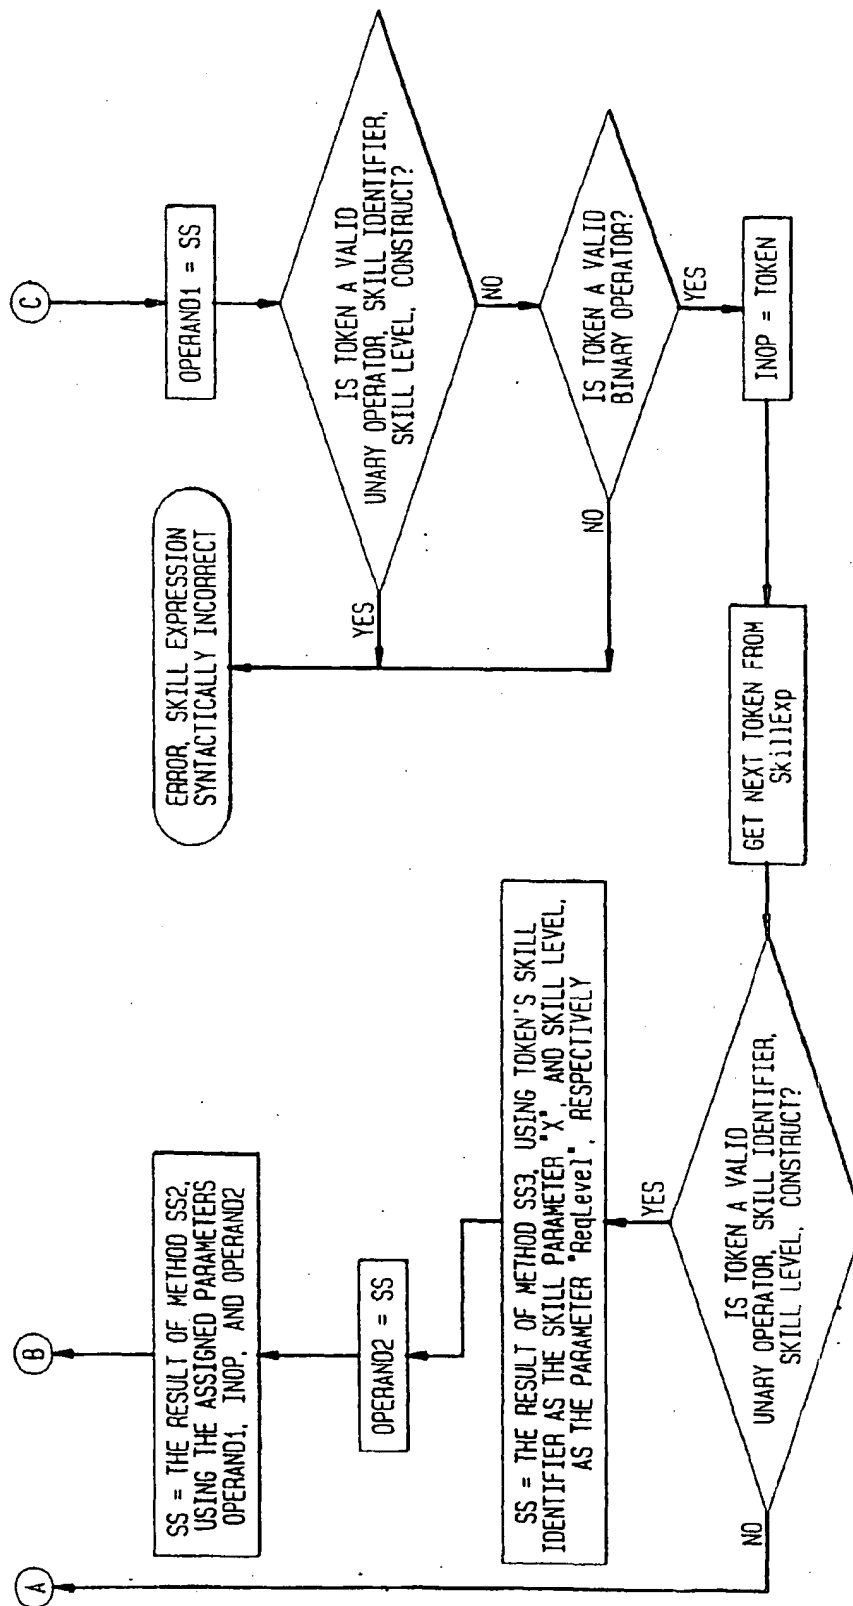 C
OPERAND1 = SS
IS TOKEN A VALID
UNARY OPERATOR, SKILL IDENTIFIER,
SKILL LEVEL, CONSTRUCT?
YES
NO
ERROR, SKILL EXPRESSION
SYNTACTICALLY INCORRECT
IS TOKEN A VALID
BINARY OPERATOR?
NO
YES
INOP = TOKEN
GET NEXT TOKEN FROM
SkillExp
IS TOKEN A VALID
UNARY OPERATOR, SKILL IDENTIFIER,
SKILL LEVEL, CONSTRUCT?
YES
NO
SS = THE RESULT OF METHOD SS3, USING TOKEN'S SKILL
IDENTIFIER AS THE SKILL PARAMETER "X", AND SKILL LEVEL,
AS THE PARAMETER "ReqLevel", RESPECTIVELY
OPERAND2 = SS
SS = THE RESULT OF METHOD SS2,
USING THE ASSIGNED PARAMETERS
OPERAND1, INOP, AND OPERAND2
B
A